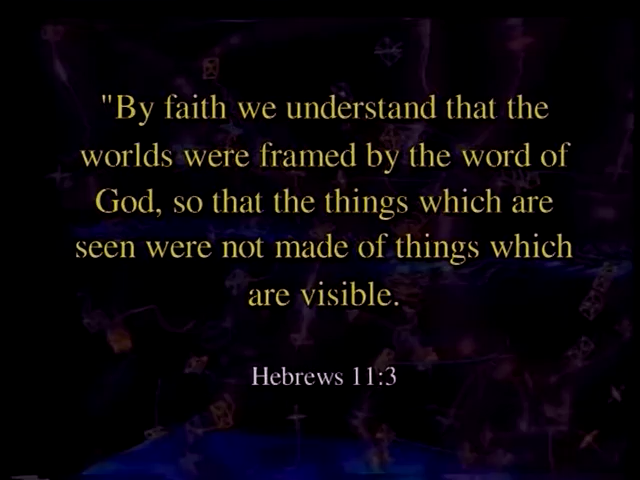 "By faith we understand that the
worlds were framed by the word of
God, so that the things which are
seen were not made of things which
are visible.
Hebrews 11:3